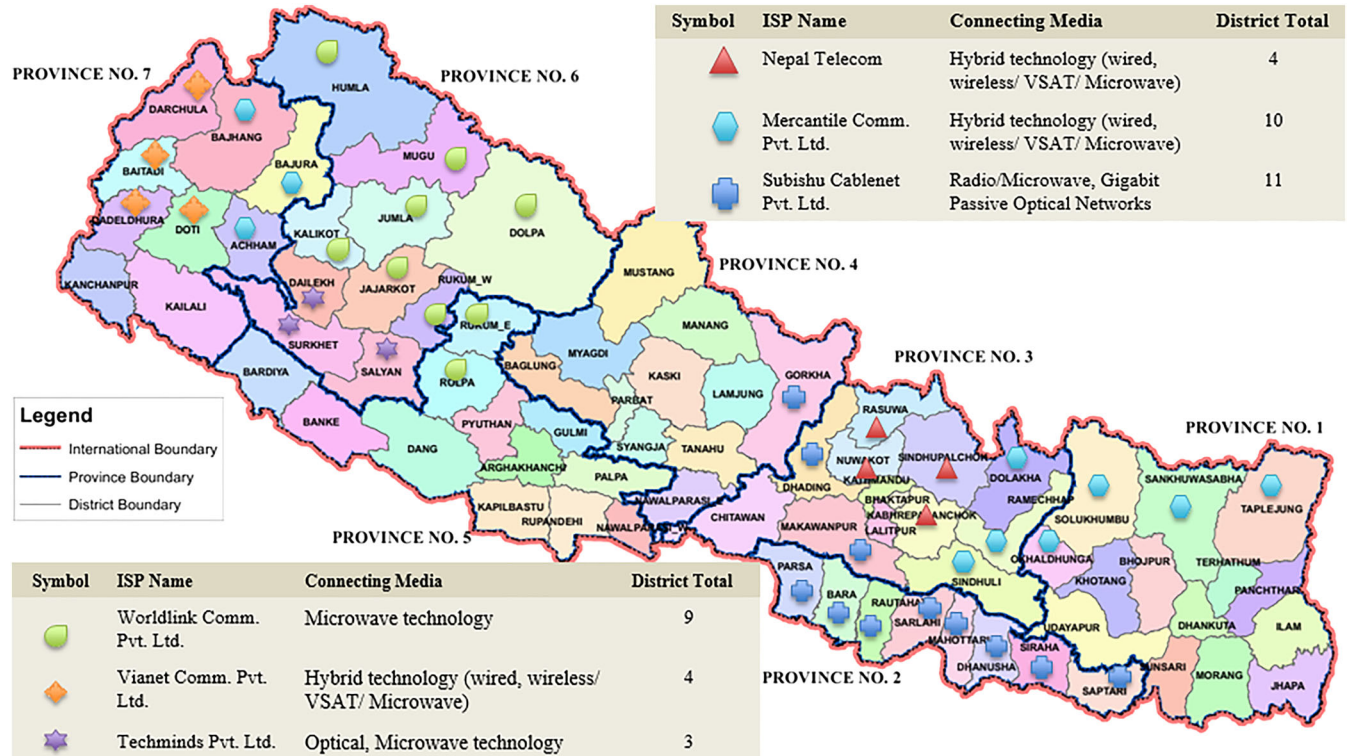 Symbol ISP Name Connecting Media District Total
Nepal Telecom Hybrid technology (wired, 4
wireless/ VSAT/ Microwave)
Mercantile Comm. Hybrid technology (wired, 10
Pvt. Ltd. wireless/ VSAT/ Microwave)
Subishu Cablenet Radio/Microwave, Gigabit 11
Pvt. Ltd. Passive Optical Networks
PROVINCE NO. 7
PROVINCE NO. 6
HUMLA
DARCHULA
BAJHANG
MUGU
BAJURA
BAITADI
JUMLA
DADELDHURA
DOTI
ACHHAM
KALIKOT
DOLPA
PROVINCE NO. 4
MUSTANG
KANCHANPUR
DAILEKH
JAJARKOT
RUKUM_W
KAILALI
RUKUM_E
MANANG
SURKHET
MYAGDI
PROVINCE NO. 3
BARDIYA
SALYAN
ROLPA
BAGLUNG
KASKI
GORKHA
LAMJUNG
PARBAT
RASUWA
Legend
International Boundary
Province Boundary
District Boundary
BANKE
PYUTHAN
GULMI
SYANGJA
TANAHU
DANG
ARGHAKHANCHI
PALPA
NUWAKOT
SINDHUPALCHOK
KATHMANDU
DOLAKHA
DHADING
PROVINCE NO. 1
SANKHUWASABHA
TAPLEJUNG
SOLUKHUMBU
KAPILBASTU
RUPANDEHI
NAWALPARASI_W
NAWALPARASI
CHITAWAN
BHAKTAPUR
KABHREPALANCHOK
LALITPUR
RAMECHHAP
MAKAWANPUR
PROVINCE NO. 5
OKHALDHUNGA
BHOJPUR
TERHATHUM
KHOTANG
PANCHTHAR
PARSA
SINDHULI
BARA
RAUTAHA
SARLAHI
MAHOTTARI
DHANUSHA
SIRAHA
UDAYAPUR
DHANKUTA
ILAM
SAPTARI
SUNSARI
MORANG
JHAPA
PROVINCE NO. 2
Symbol ISP Name Connecting Media District Total
Worldlink Comm. Microwave technology 9
Pvt. Ltd.
Vianet Comm. Pvt. Hybrid technology (wired, wireless/ 4
Ltd. VSAT/ Microwave)
Techminds Pvt. Ltd. Optical, Microwave technology 3